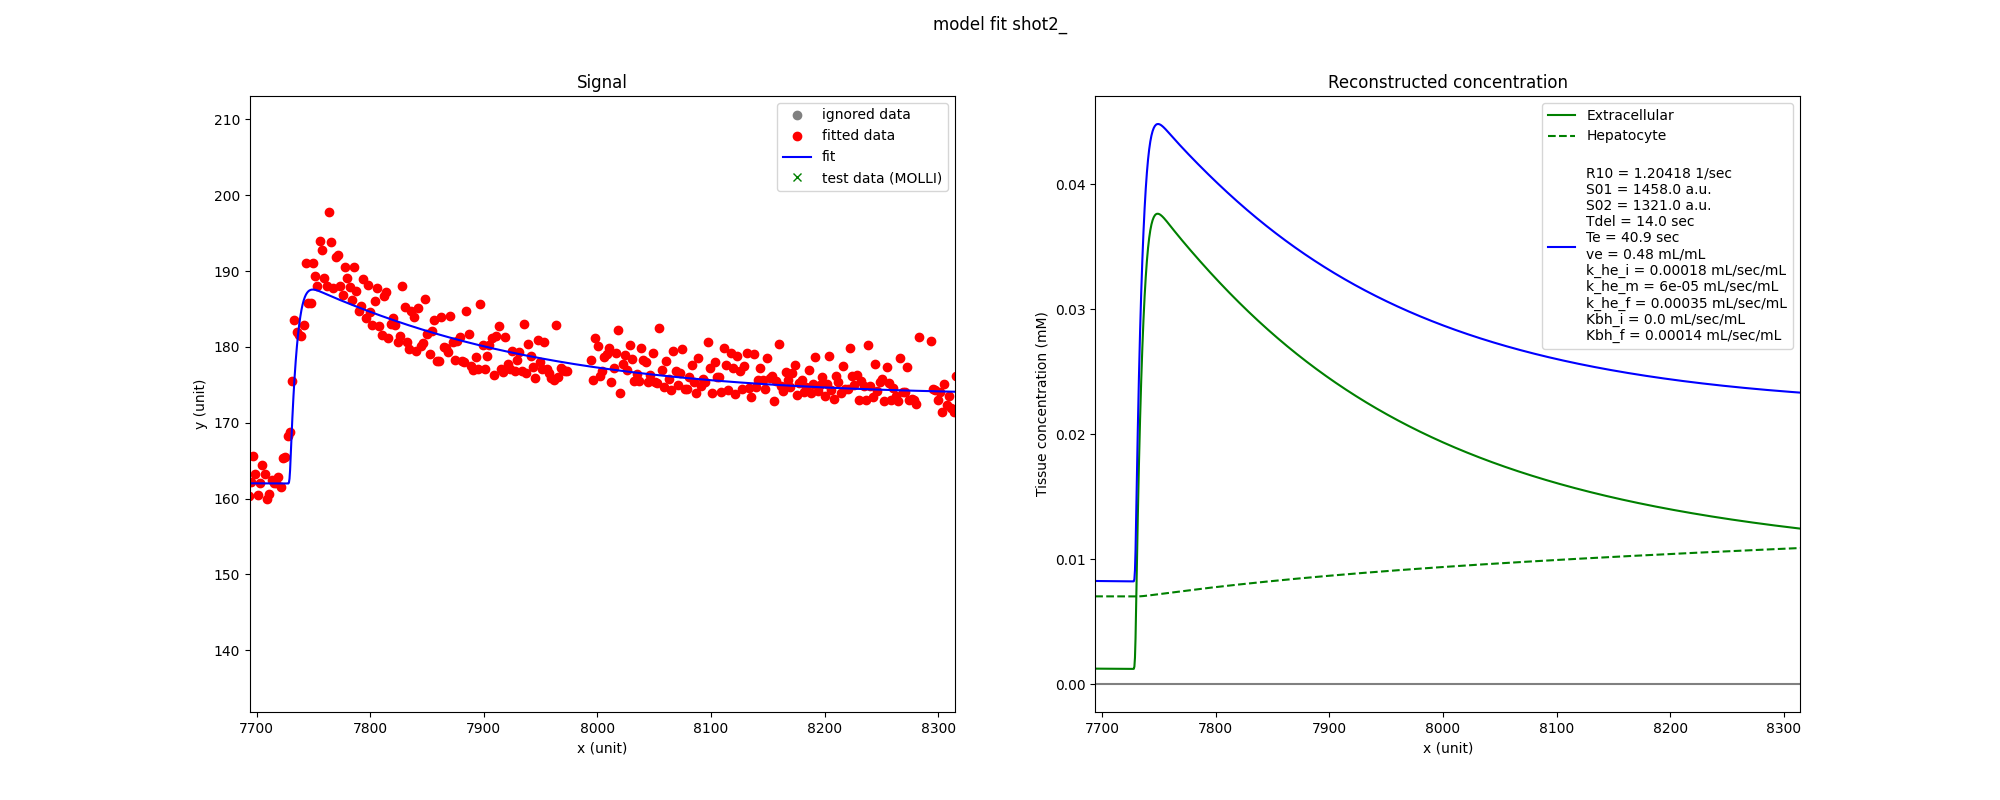 model fit shot2_
Signal
210
200
190
180
170
160
150
140
y (unit)
7700 7800 7900 8000 8100 8200 8300
x (unit)
ignored data
fitted data
fit
test data (MOLLI)
Reconstructed concentration
0.04
0.03
0.02
0.01
0.00
Tissue concentration (mM)
7700 7800 7900 8000 8100 8200 8300
x (unit)
Extracellular
Hepatocyte
R10 = 1.20418 1/sec
S01 = 1458.0 a.u.
S02 = 1321.0 a.u.
Tdel = 14.0 sec
Te = 40.9 sec
ve = 0.48 mL/mL
k_he_i = 0.00018 mL/sec/mL
k_he_m = 6e-05 mL/sec/mL
k_he_f = 0.00035 mL/sec/mL
Kbh_i = 0.0 mL/sec/mL
Kbh_f = 0.00014 mL/sec/mL